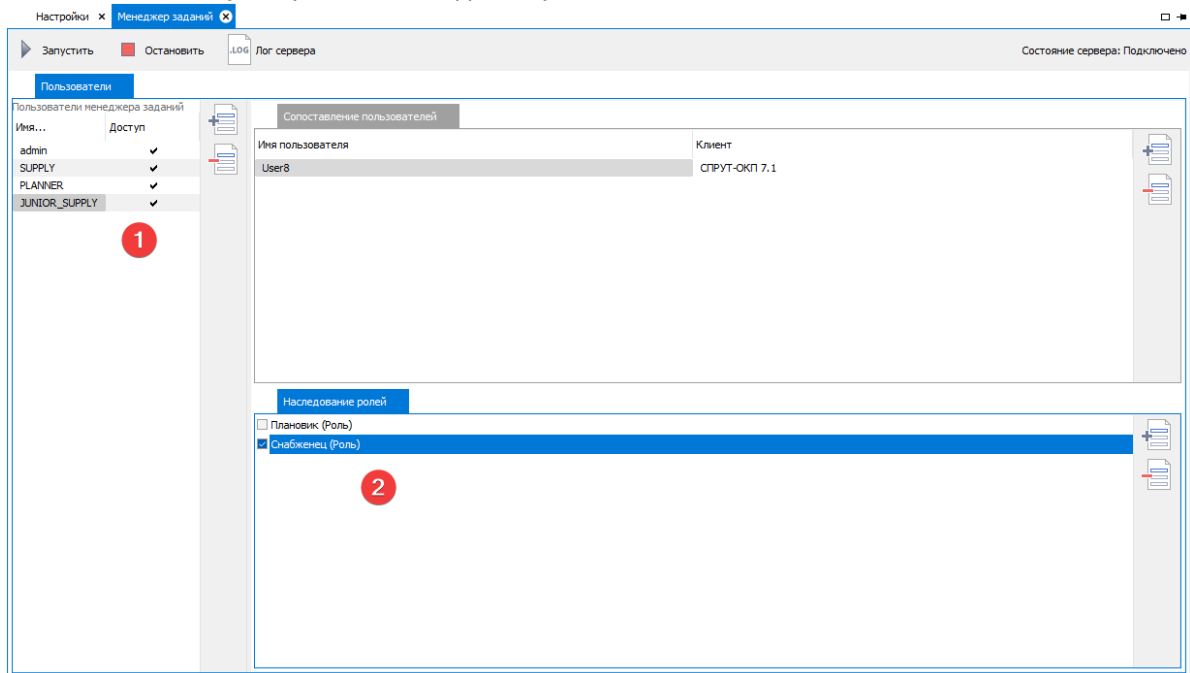 Настройки
Менеджер заданий
Запустить
Остановить
.LOG
Лог сервера
Состояние сервера: Подключено
Пользователи
Пользователи менеджера заданий
Имя... Доступ
admin
SUPPLY
PLANNER
JUNIOR_SUPPLY
1
Сопоставление пользователей
Имя пользователя Клиент
User8 СПРУТ-ОКП 7.1
Наследование ролей
Плановик (Роль)
Снабженец (Роль)
2